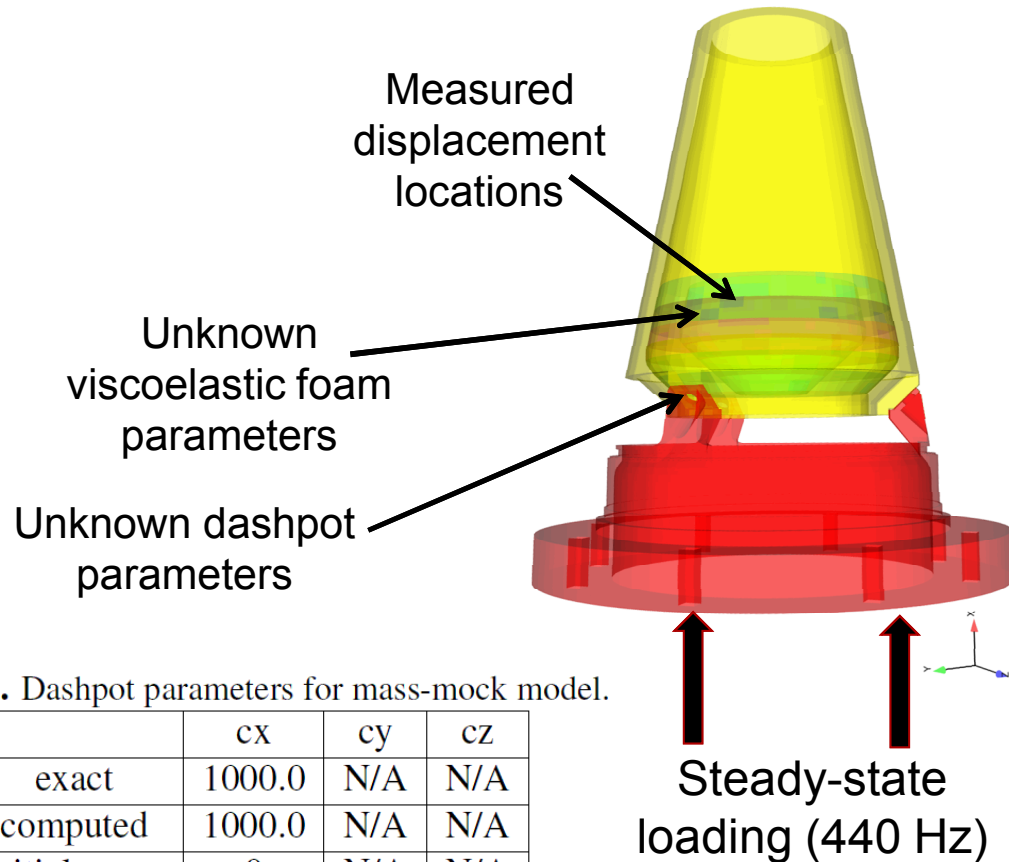 Measured
displacement
locations
Unknown
viscoelastic foam
parameters
Unknown dashpot
parameters
X
Y
. Dashpot parameters for mass-mock model.
cx cy cz
exact 1000.0 N/A N/A
computed 1000.0 N/A N/A
Steady-state
loading (440 Hz)